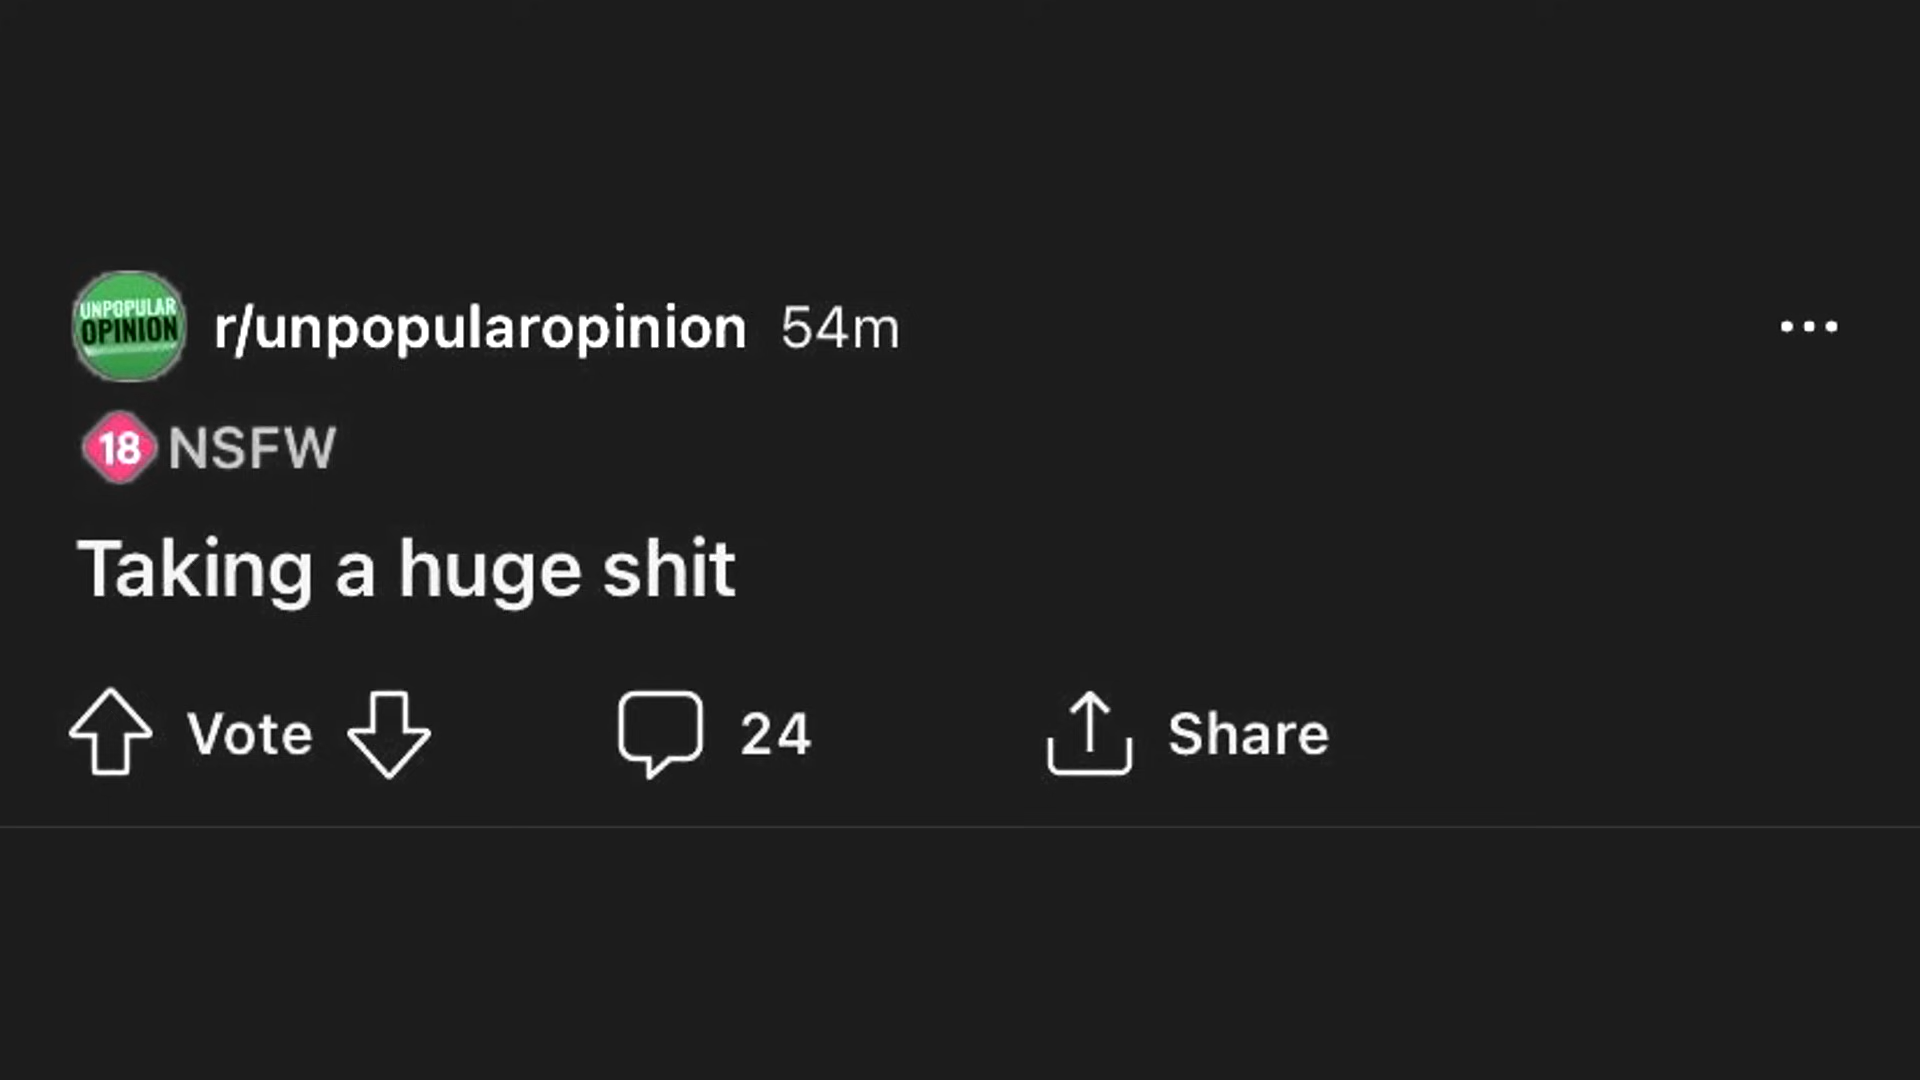 UNPOPULAR
OPINION
r/unpopularopinion 54m
18 NSFW
Taking a huge shit
Vote 24 Share